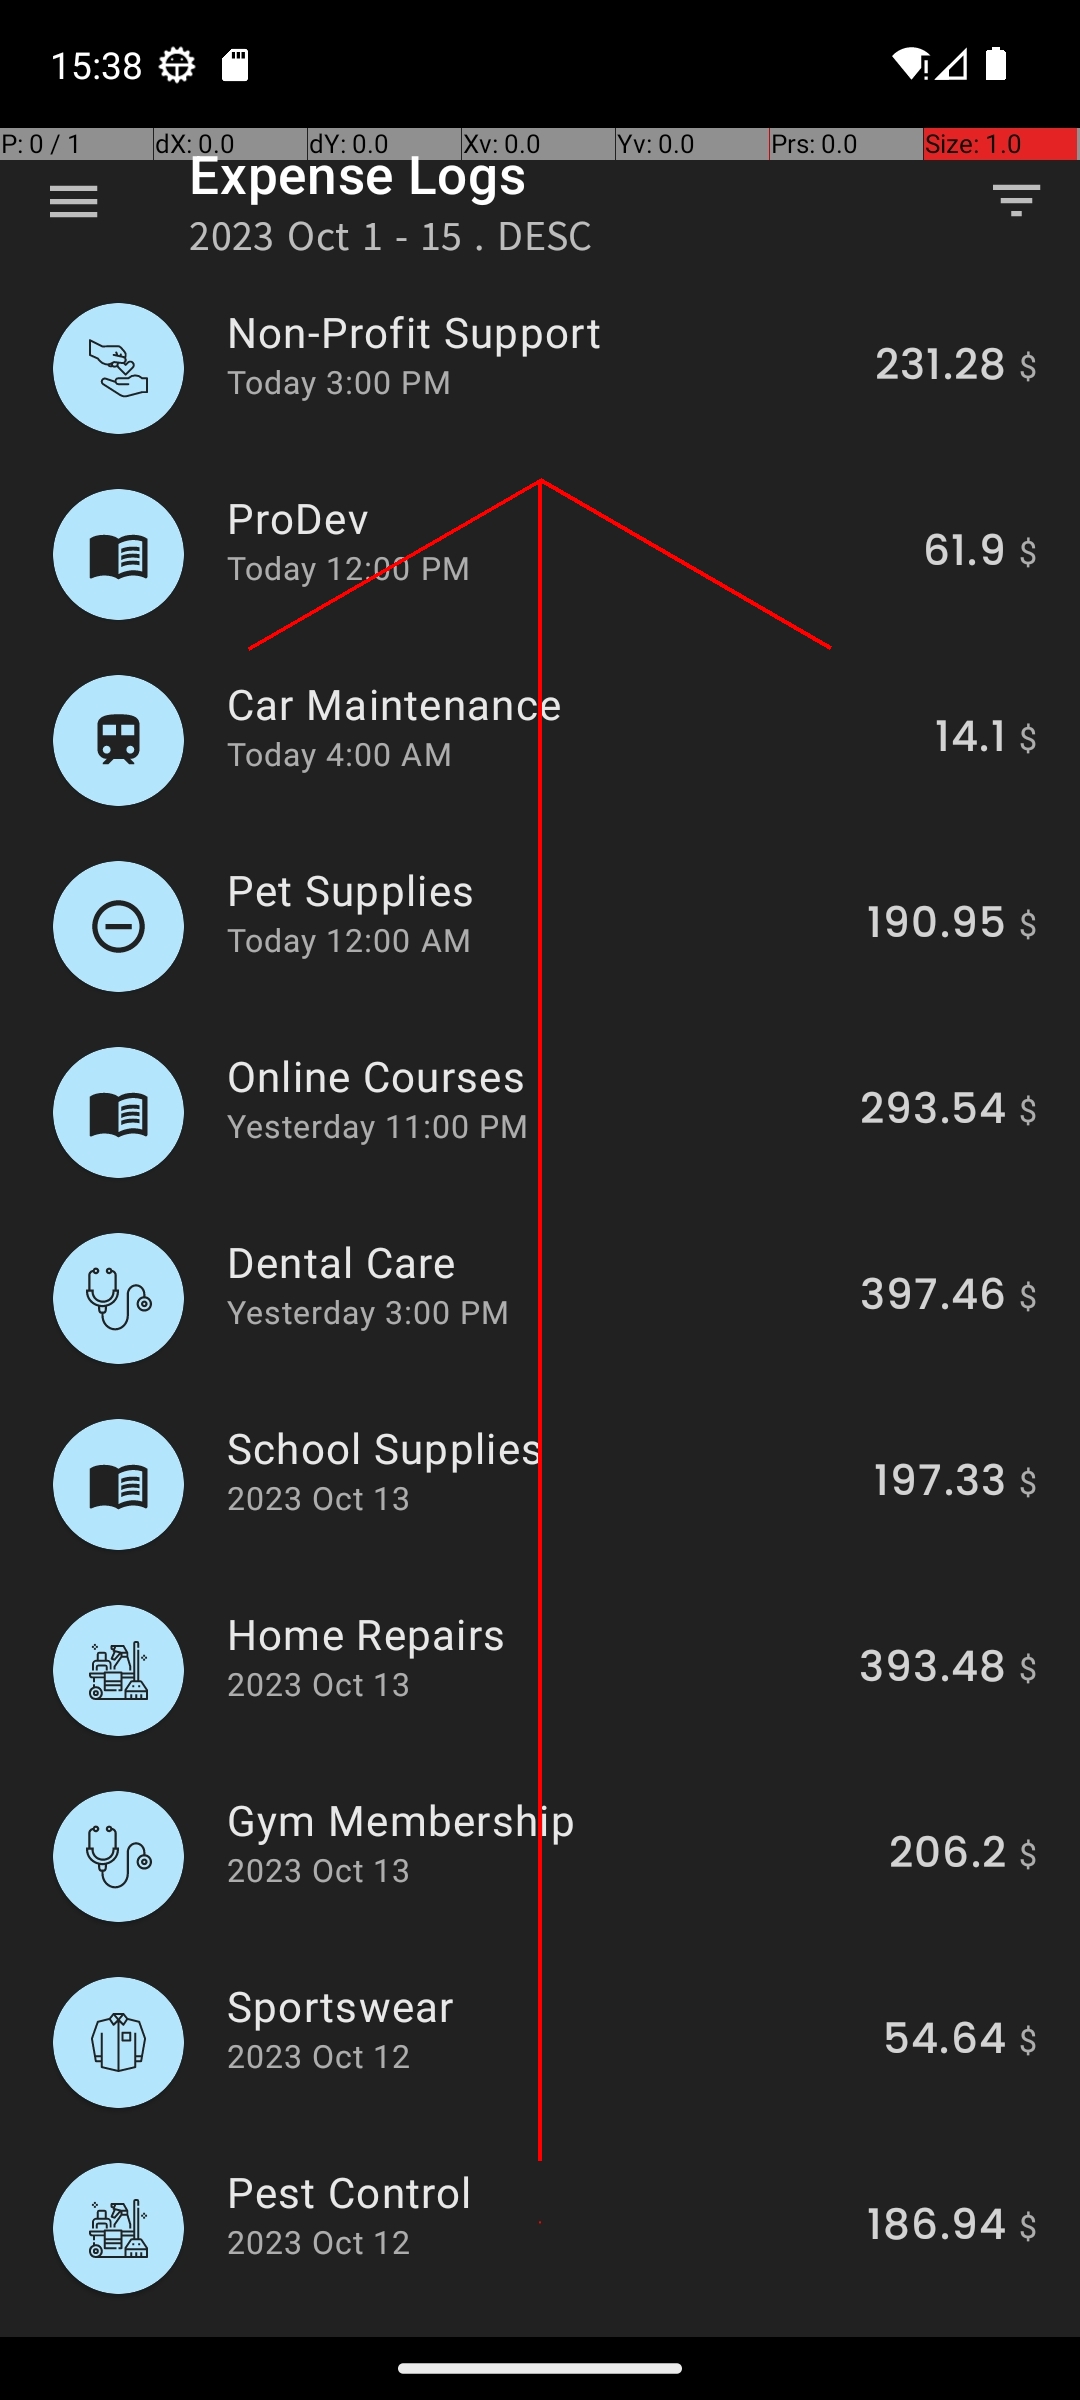 15:38
P: 0 / 1 dX: 0.0 dY: 0.0 Xv: 0.0 Yv: 0.0 Prs: 0.0 Size: 1.0
Expense Logs
2023 Oct 1 - 15 . DESC
Non-Profit Support
Today 3:00 PM
231.28 $
ProDev
Today 12:00 PM
61.9 $
Car Maintenance
Today 4:00 AM
14.1 $
Pet Supplies
Today 12:00 AM
190.95 $
Online Courses
Yesterday 11:00 PM
293.54 $
Dental Care
Yesterday 3:00 PM
397.46 $
School Supplies
2023 Oct 13
197.33 $
Home Repairs
2023 Oct 13
393.48 $
Gym Membership
2023 Oct 13
206.2 $
Sportswear
2023 Oct 12
54.64 $
Pest Control
2023 Oct 12
186.94 $